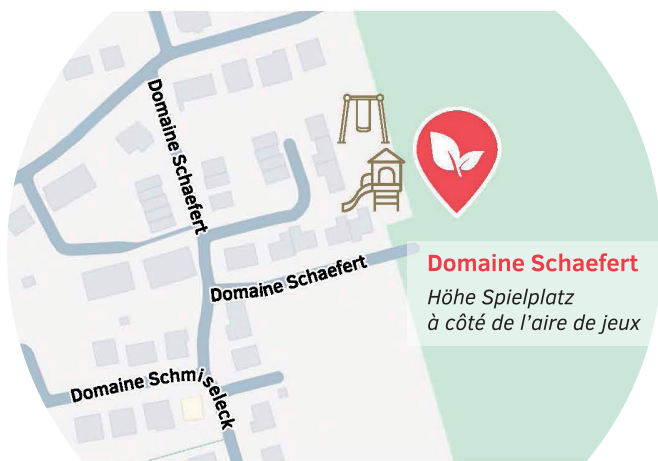 Domaine Schaefert
Domaine Schaefert
Höhe Spielplatz
à côté de l'aire de jeux
Domaine Schaefert
Domaine Schmiseleck